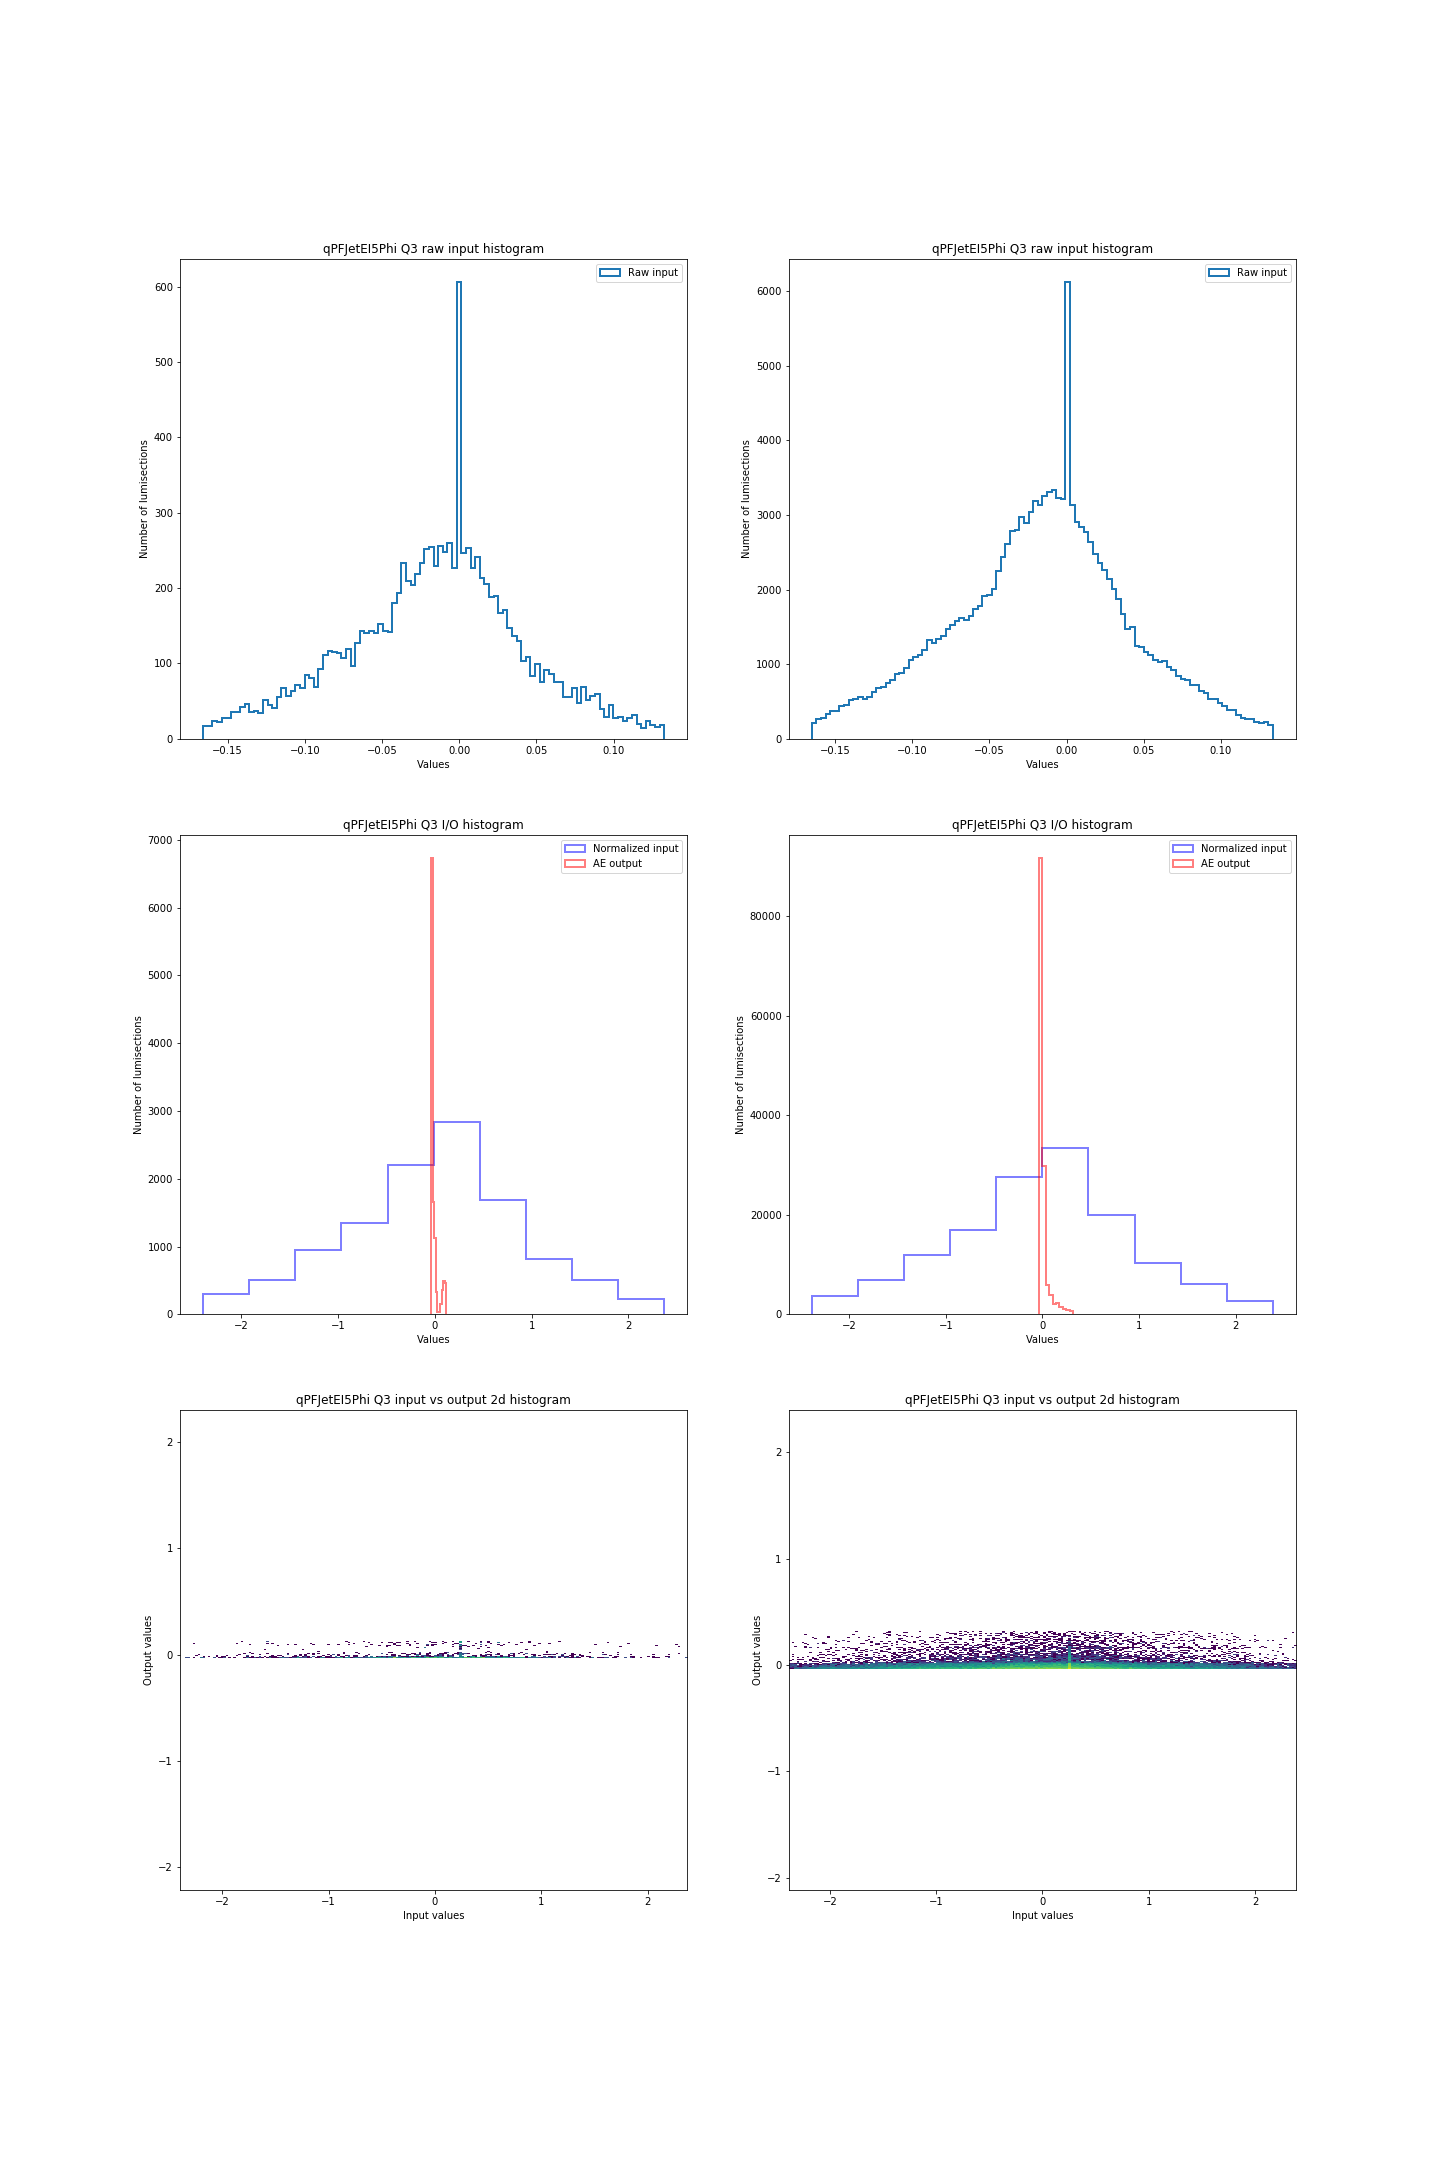 qPFJetEI5Phi Q3 raw input histogram
Raw input
600
500
400
300
200
100
0
Number of lumisections
−0.15 −0.10 −0.05 0.00 0.05 0.10
Values
qPFJetEI5Phi Q3 raw input histogram
Raw input
6000
5000
4000
3000
2000
1000
0
Number of lumisections
−0.15 −0.10 −0.05 0.00 0.05 0.10
Values
qPFJetEI5Phi Q3 I/O histogram
Normalized input
AE output
7000
6000
5000
4000
3000
2000
1000
0
Number of lumisections
−2 −1 0 1 2
Values
qPFJetEI5Phi Q3 I/O histogram
Normalized input
AE output
80000
60000
40000
20000
0
Number of lumisections
−2 −1 0 1 2
Values
qPFJetEI5Phi Q3 input vs output 2d histogram
2
1
0
−1
−2
Output values
−2 −1 0 1 2
Input values
qPFJetEI5Phi Q3 input vs output 2d histogram
2
1
0
−1
−2
Output values
−2 −1 0 1 2
Input values